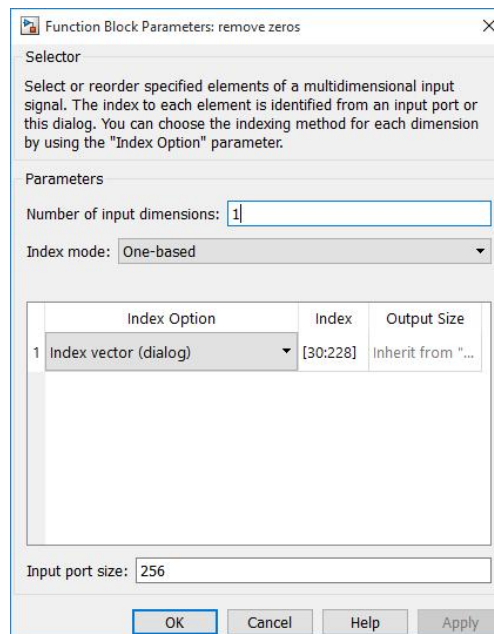 Function Block Parameters: remove zeros
Selector
Select or reorder specified elements of a multidimensional input
signal. The index to each element is identified from an input port or
this dialog. You can choose the indexing method for each dimension
by using the "Index Option" parameter.
Parameters
Number of input dimensions: 1
Index mode: One-based
Index Option Index Output Size
1 Index vector (dialog) [30:228] Inherit from "...
Input port size: 256
OK Cancel Help Apply